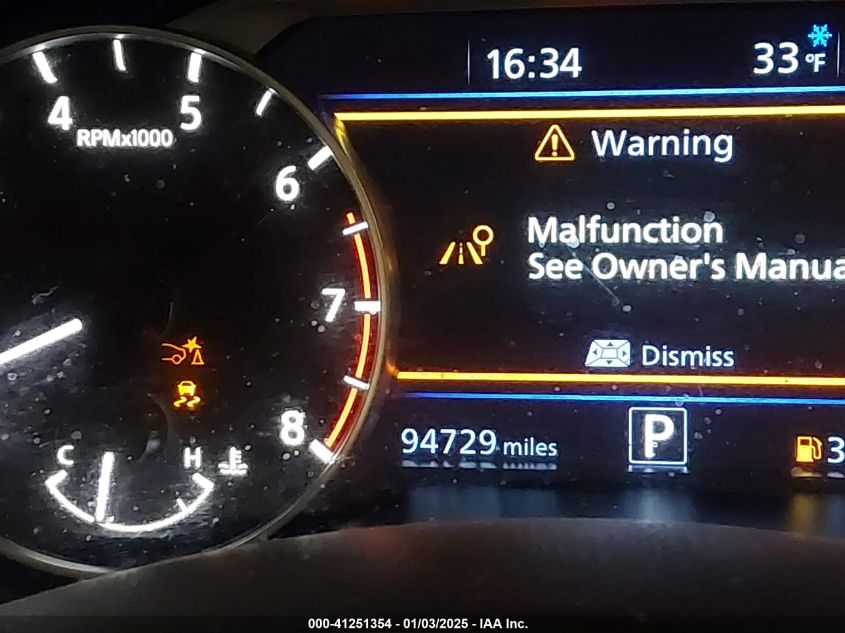 16:34
33 °F
4
5
RPMx1000
6
7
8
Warning
Malfunction
See Owner's Manua
Dismiss
C
H
94729 miles
P
3
000-41251354 - 01/03/2025 - IAA Inc.